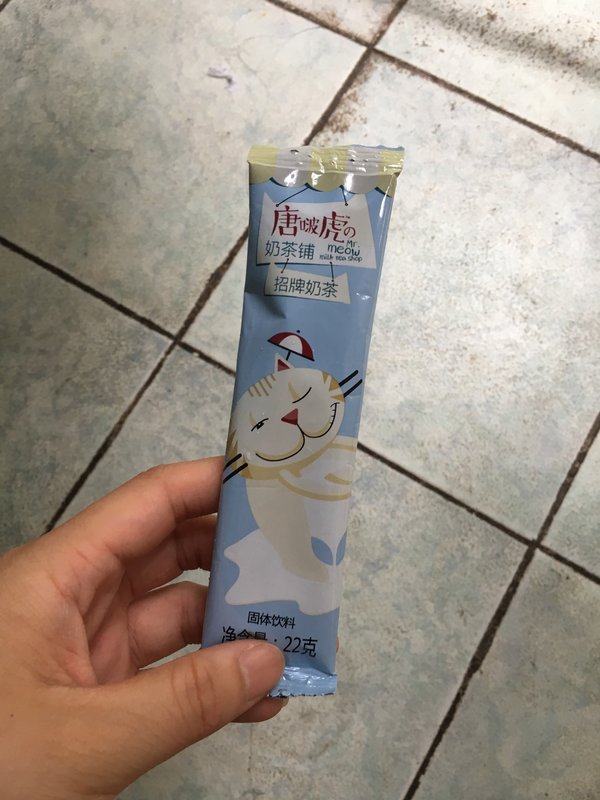 唐啵虎の
奶茶铺
Mr.
meow
milk tea shop
招牌奶茶
固体饮料
净含量：22克